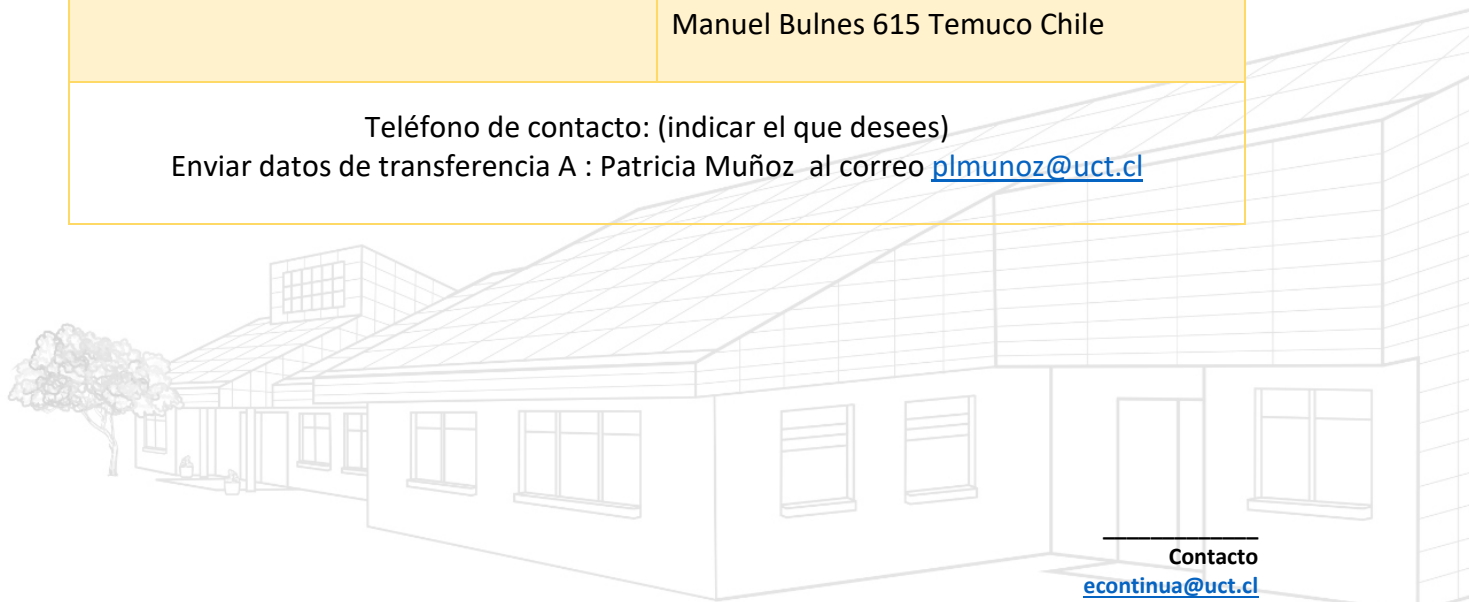 Manuel Bulnes 615 Temuco Chile
Teléfono de contacto: (indicar el que desees)
Enviar datos de transferencia A : Patricia Muñoz  al correo plmunoz@uct.cl
Contacto
econtinua@uct.cl